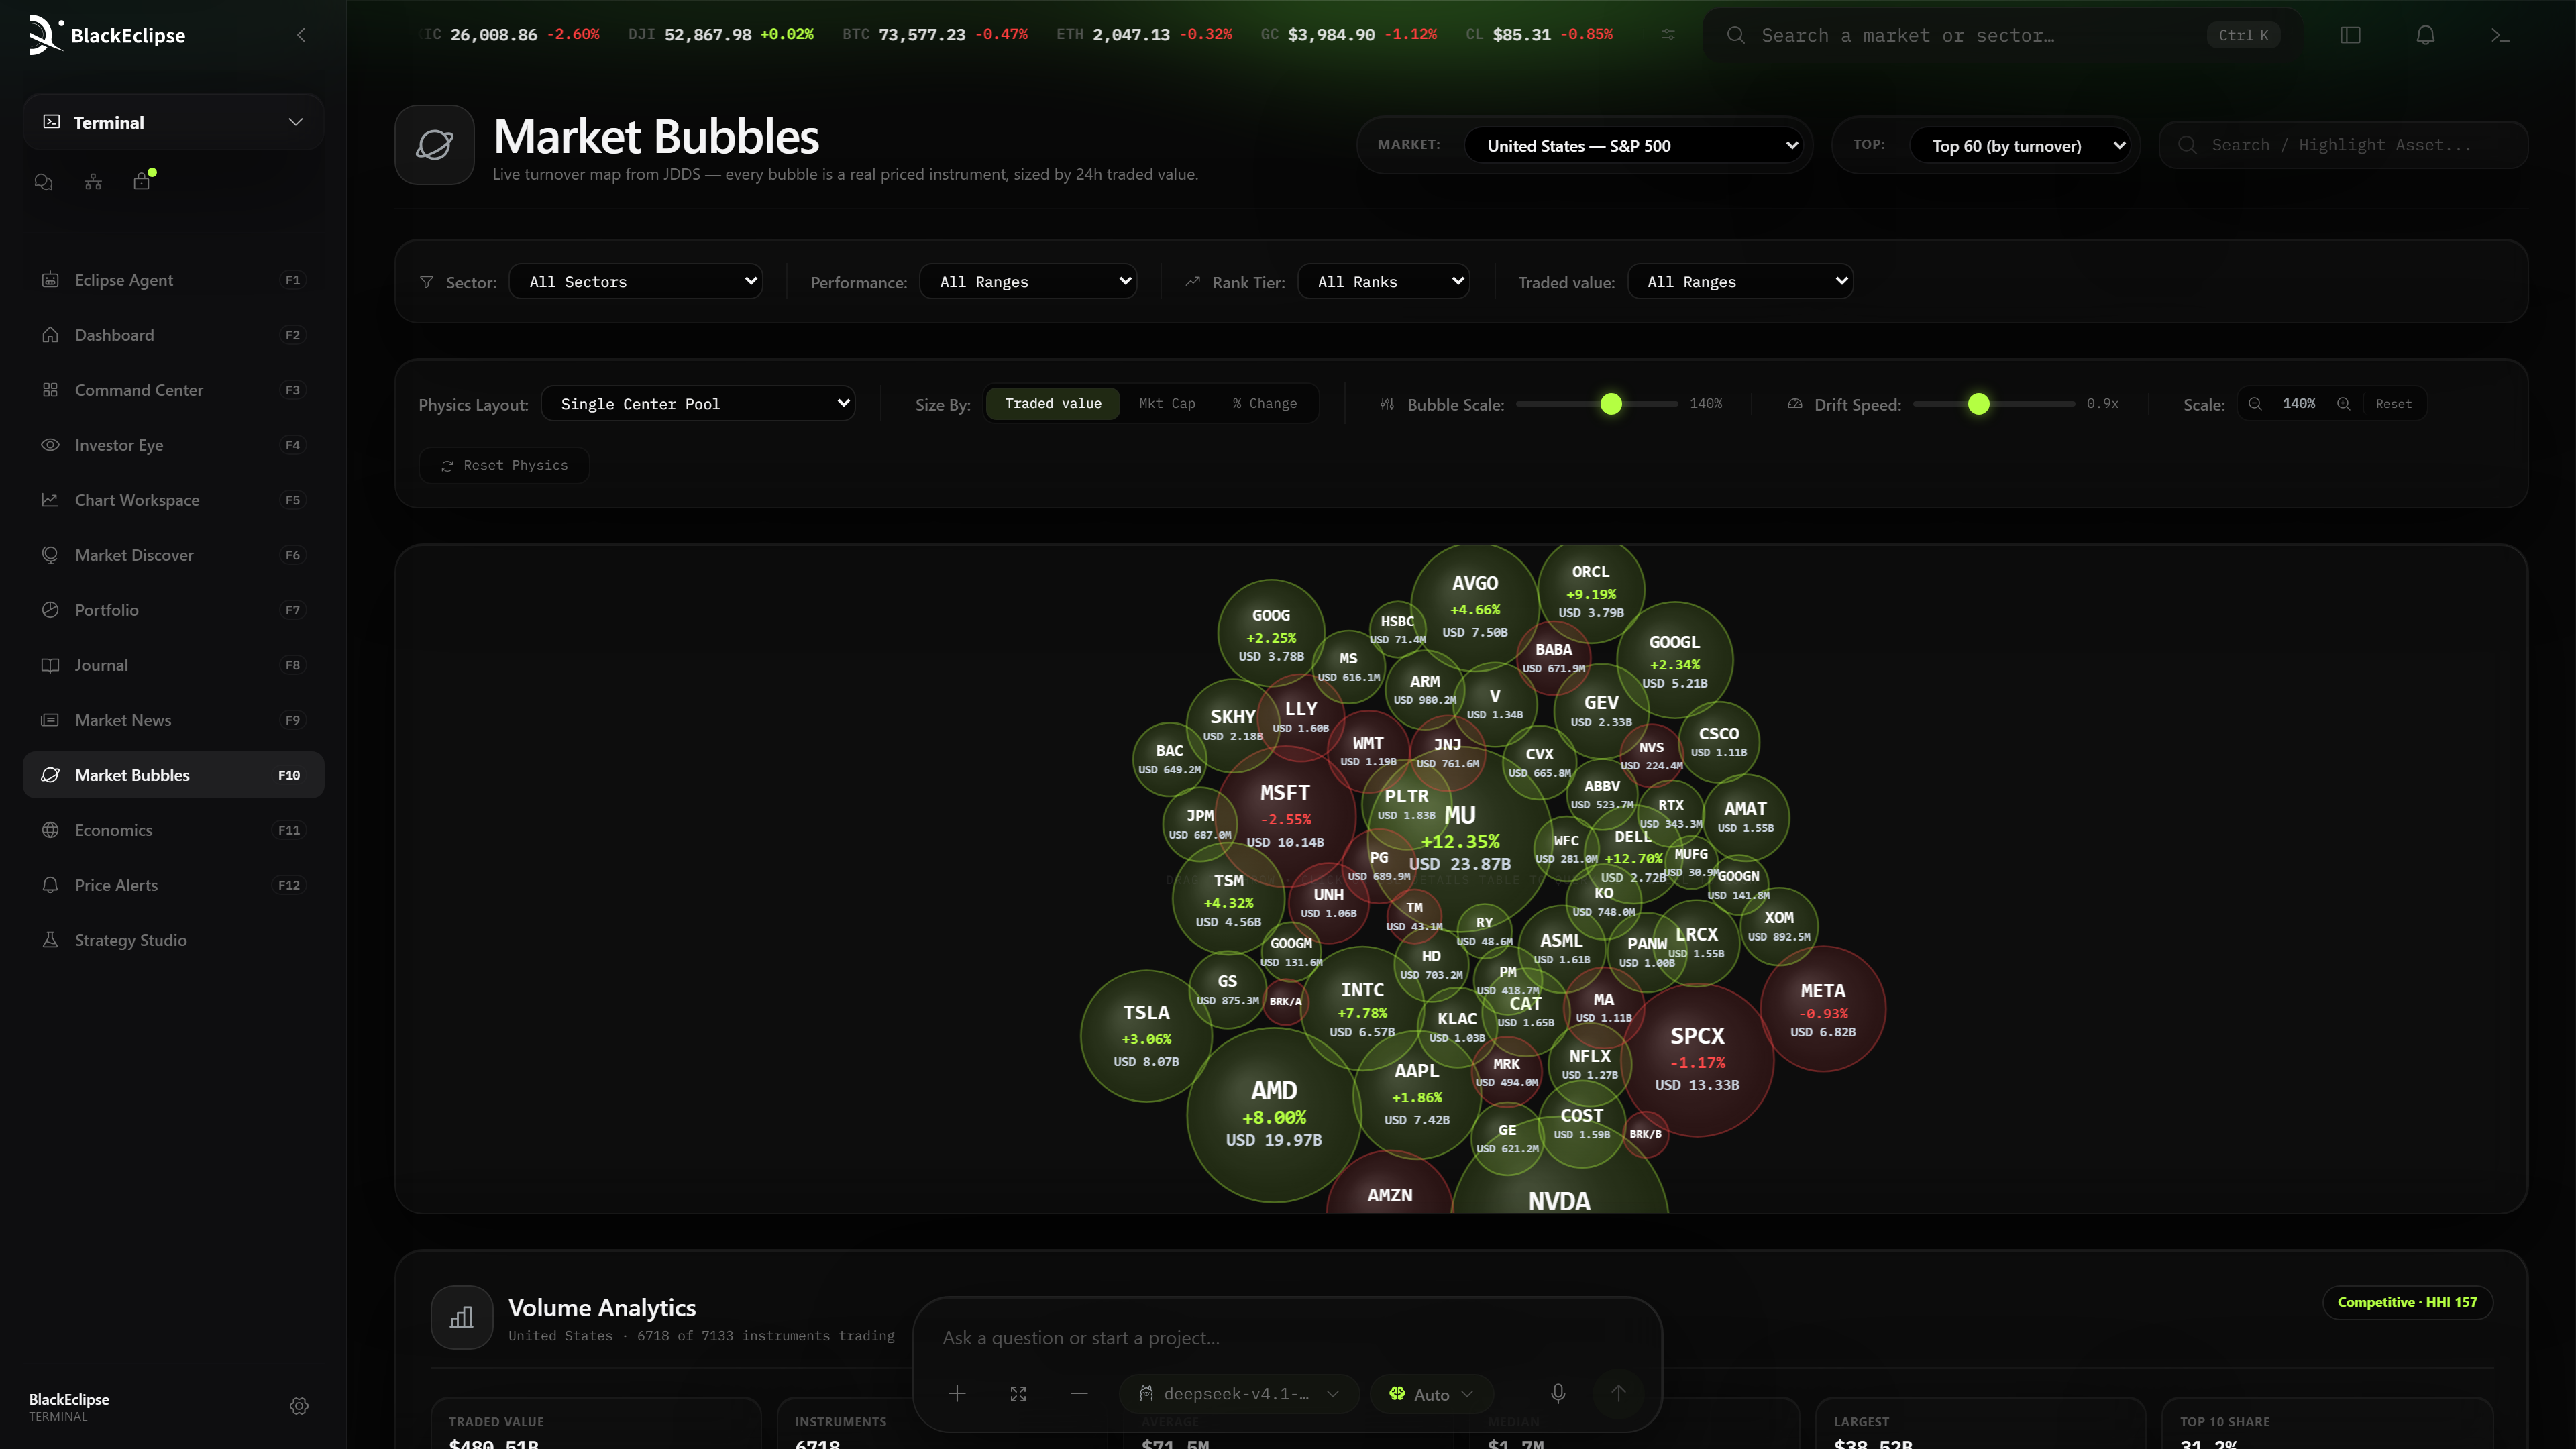 BlackEclipse
IC 26,008.86 -2.60% DJI 52,867.98 +0.02% BTC 73,577.23 -0.47% ETH 2,047.13 -0.32% GC $3,984.90 -1.12% CL $85.31 -0.85%
Search a market or sector… Ctrl K
Terminal
Eclipse Agent F1
Dashboard F2
Command Center F3
Investor Eye F4
Chart Workspace F5
Market Discover F6
Portfolio F7
Journal F8
Market News F9
Market Bubbles F10
Economics F11
Price Alerts F12
Strategy Studio
BlackEclipse
TERMINAL
Market Bubbles
Live turnover map from JDDS — every bubble is a real priced instrument, sized by 24h traded value.
MARKET: United States — S&P 500
TOP: Top 60 (by turnover)
Search / Highlight Asset...
Sector: All Sectors
Performance: All Ranges
Rank Tier: All Ranks
Traded value: All Ranges
Physics Layout: Single Center Pool
Size By: Traded value Mkt Cap % Change
Bubble Scale: 140%
Drift Speed: 0.9x
Scale: 140% Reset
Reset Physics
AVGO
+4.66%
USD 7.50B
ORCL
+9.19%
USD 3.79B
GOOG
+2.25%
USD 3.78B
HSBC
USD 71.4M
MS
USD 616.1M
BABA
USD 671.9M
GOOGL
+2.34%
USD 5.21B
ARM
USD 980.2M
V
USD 1.34B
GEV
USD 2.33B
SKHY
USD 2.18B
LLY
USD 1.60B
BAC
USD 649.2M
WMT
USD 1.19B
JNJ
USD 761.6M
CVX
USD 665.8M
NVS
USD 224.4M
CSCO
USD 1.11B
MSFT
-2.55%
USD 10.14B
PLTR
USD 1.83B
MU
+12.35%
USD 23.87B
ABBV
USD 523.7M
RTX
USD 343.3M
AMAT
USD 1.55B
JPM
USD 687.0M
PG
USD 689.9M
WFC
USD 281.0M
DELL
+12.70%
USD 2.72B
MUFG
USD 30.9M
GOOGN
USD 141.8M
TSM
+4.32%
USD 4.56B
UNH
USD 1.06B
TM
USD 43.1M
RY
USD 48.6M
KO
USD 748.0M
XOM
USD 892.5M
GOOGM
USD 131.6M
HD
USD 703.2M
ASML
USD 1.61B
PANW
USD 1.00B
LRCX
USD 1.55B
GS
USD 875.3M
BRK/A
INTC
+7.78%
USD 6.57B
PM
USD 418.7M
CAT
USD 1.65B
MA
USD 1.11B
META
-0.93%
USD 6.82B
TSLA
+3.06%
USD 8.07B
KLAC
USD 1.03B
SPCX
-1.17%
USD 13.33B
AMD
+8.00%
USD 19.97B
AAPL
+1.86%
USD 7.42B
MRK
USD 494.0M
NFLX
USD 1.27B
GE
USD 621.2M
COST
USD 1.59B
BRK/B
AMZN
NVDA
Volume Analytics
United States · 6718 of 7133 instruments trading
Competitive · HHI 157
Ask a question or start a project...
deepseek-v4.1-… Auto
TRADED VALUE
$480.51B
INSTRUMENTS
6718
AVERAGE
$71.5M
MEDIAN
$1.7M
LARGEST
$38.52B
TOP 10 SHARE
31.2%